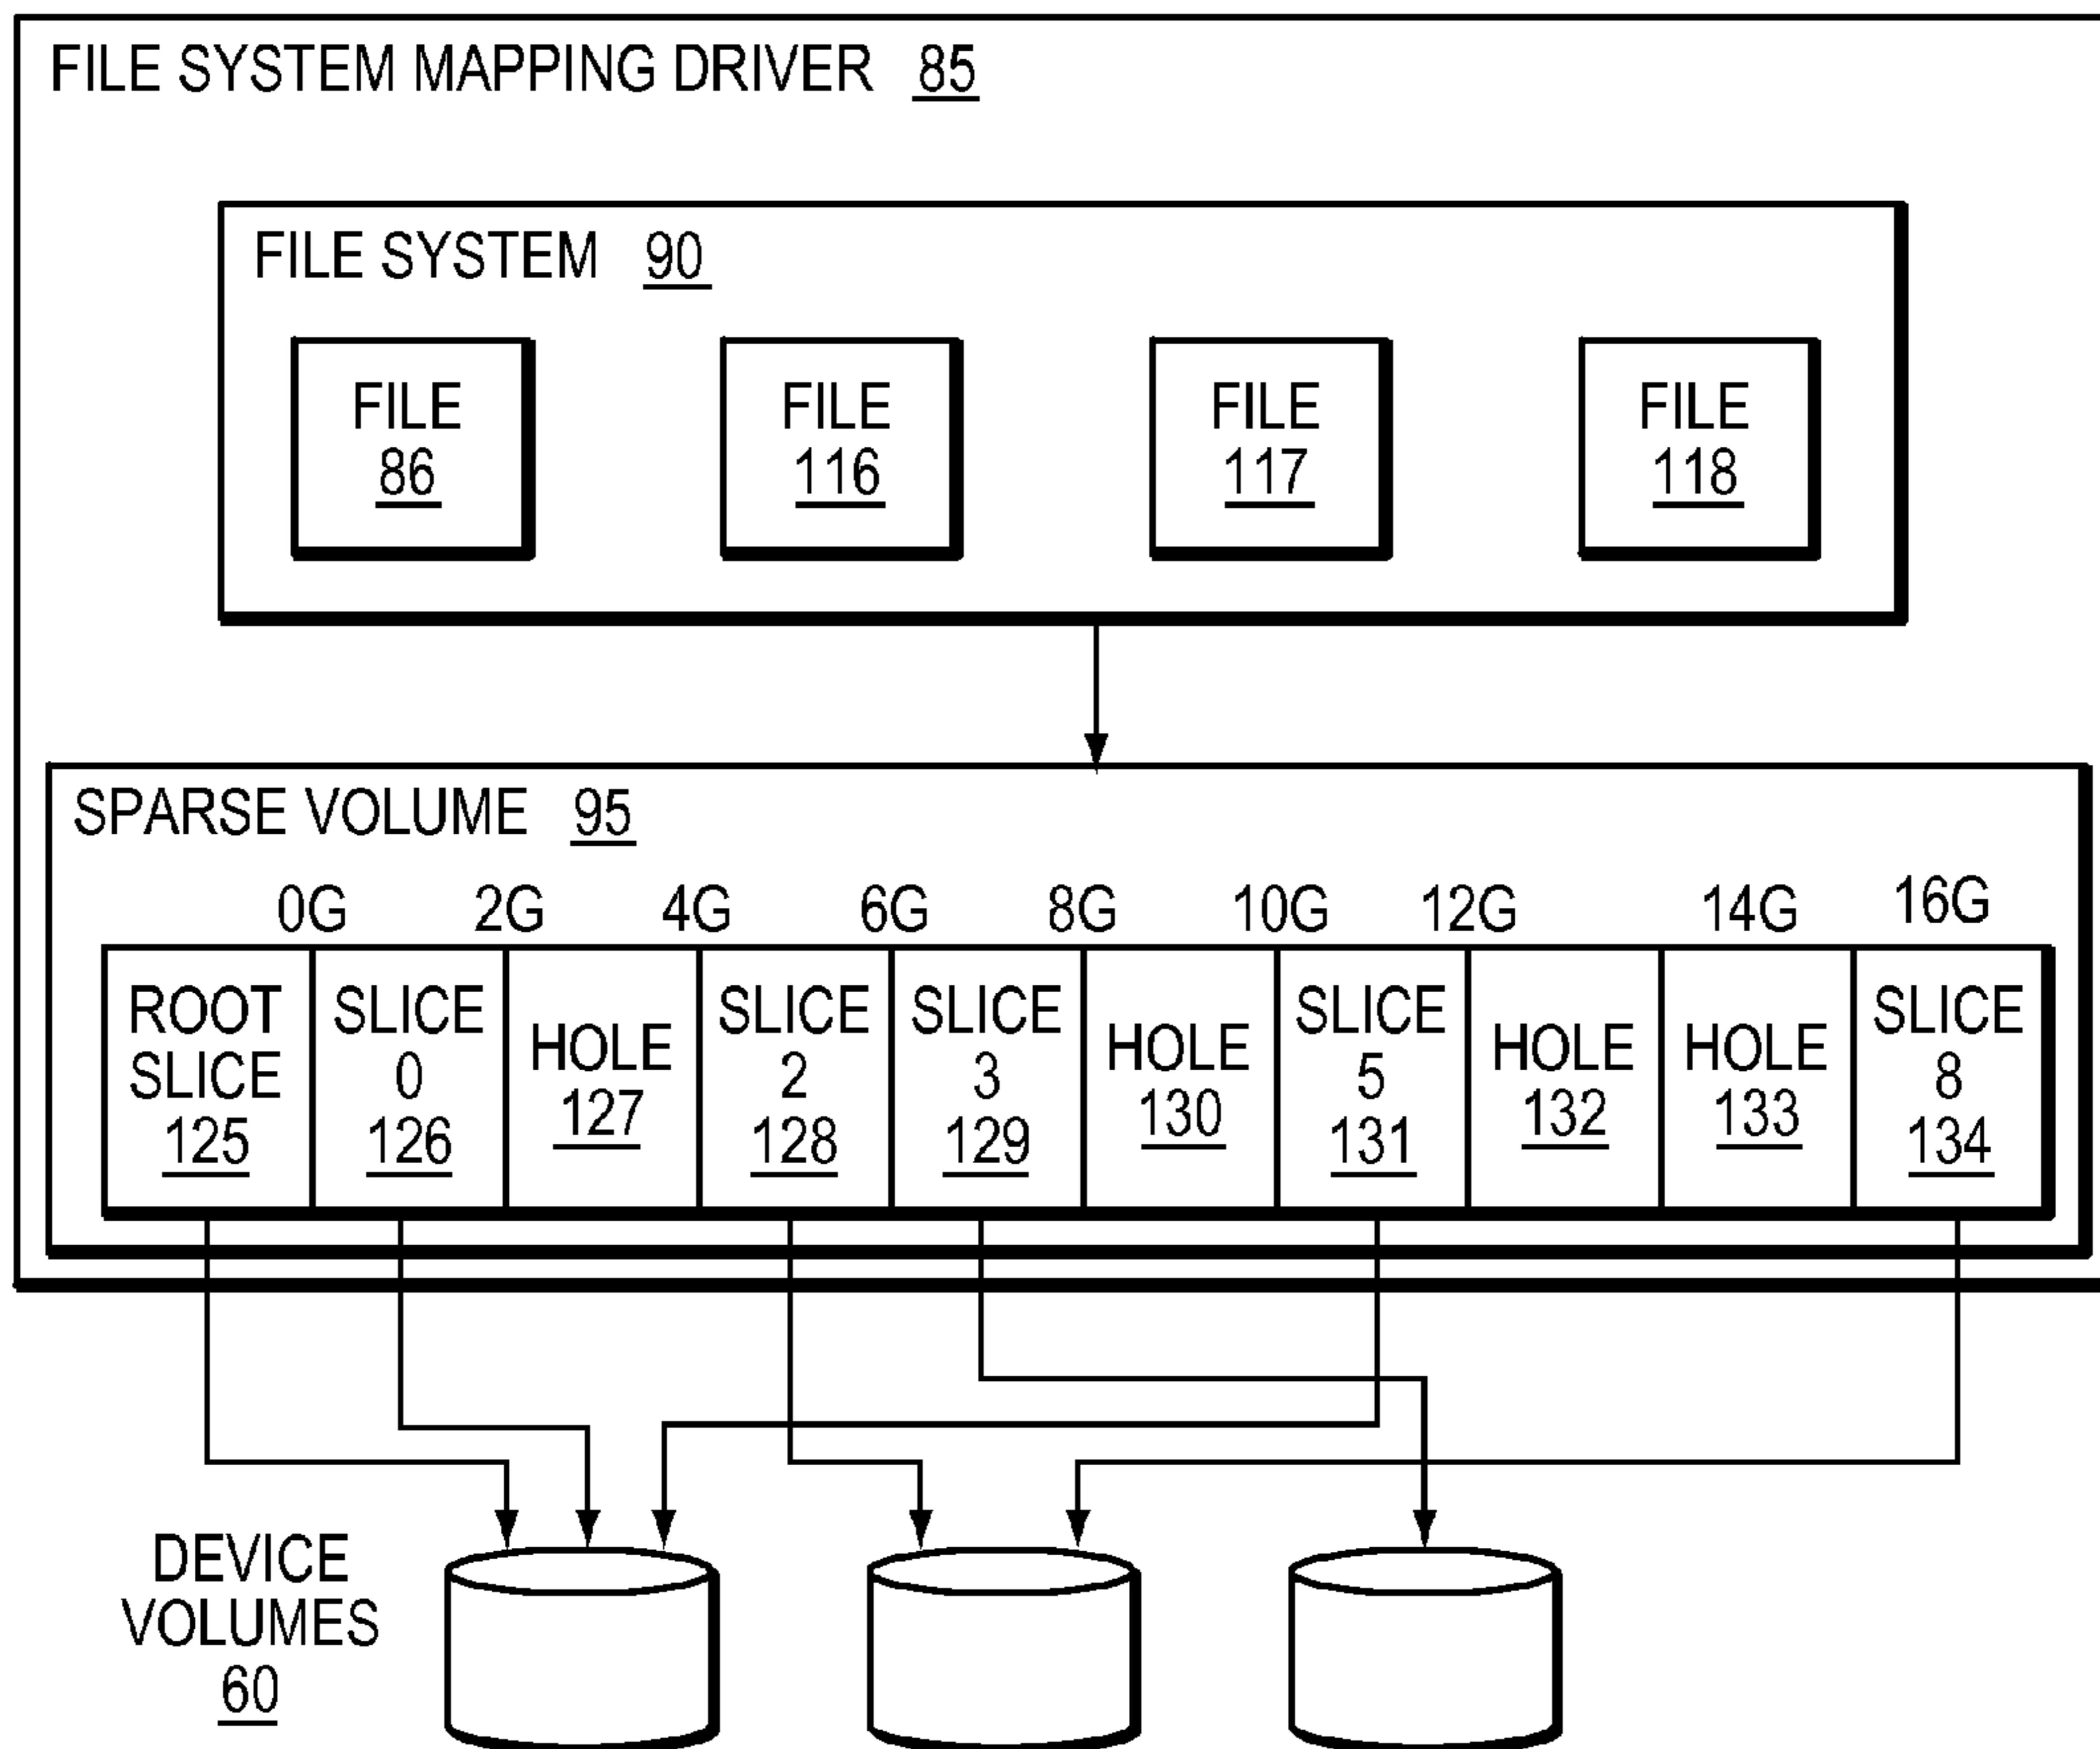 FILE SYSTEM MAPPING DRIVER 85
FILE SYSTEM 90
FILE
86
FILE
116
FILE
117
FILE
118
SPARSE VOLUME 95
0G 2G 4G 6G 8G 10G 12G 14G 16G
ROOT
SLICE
125
SLICE
0
126
HOLE
127
SLICE
2
128
SLICE
3
129
HOLE
130
SLICE
5
131
HOLE
132
HOLE
133
SLICE
8
134
DEVICE
VOLUMES
60